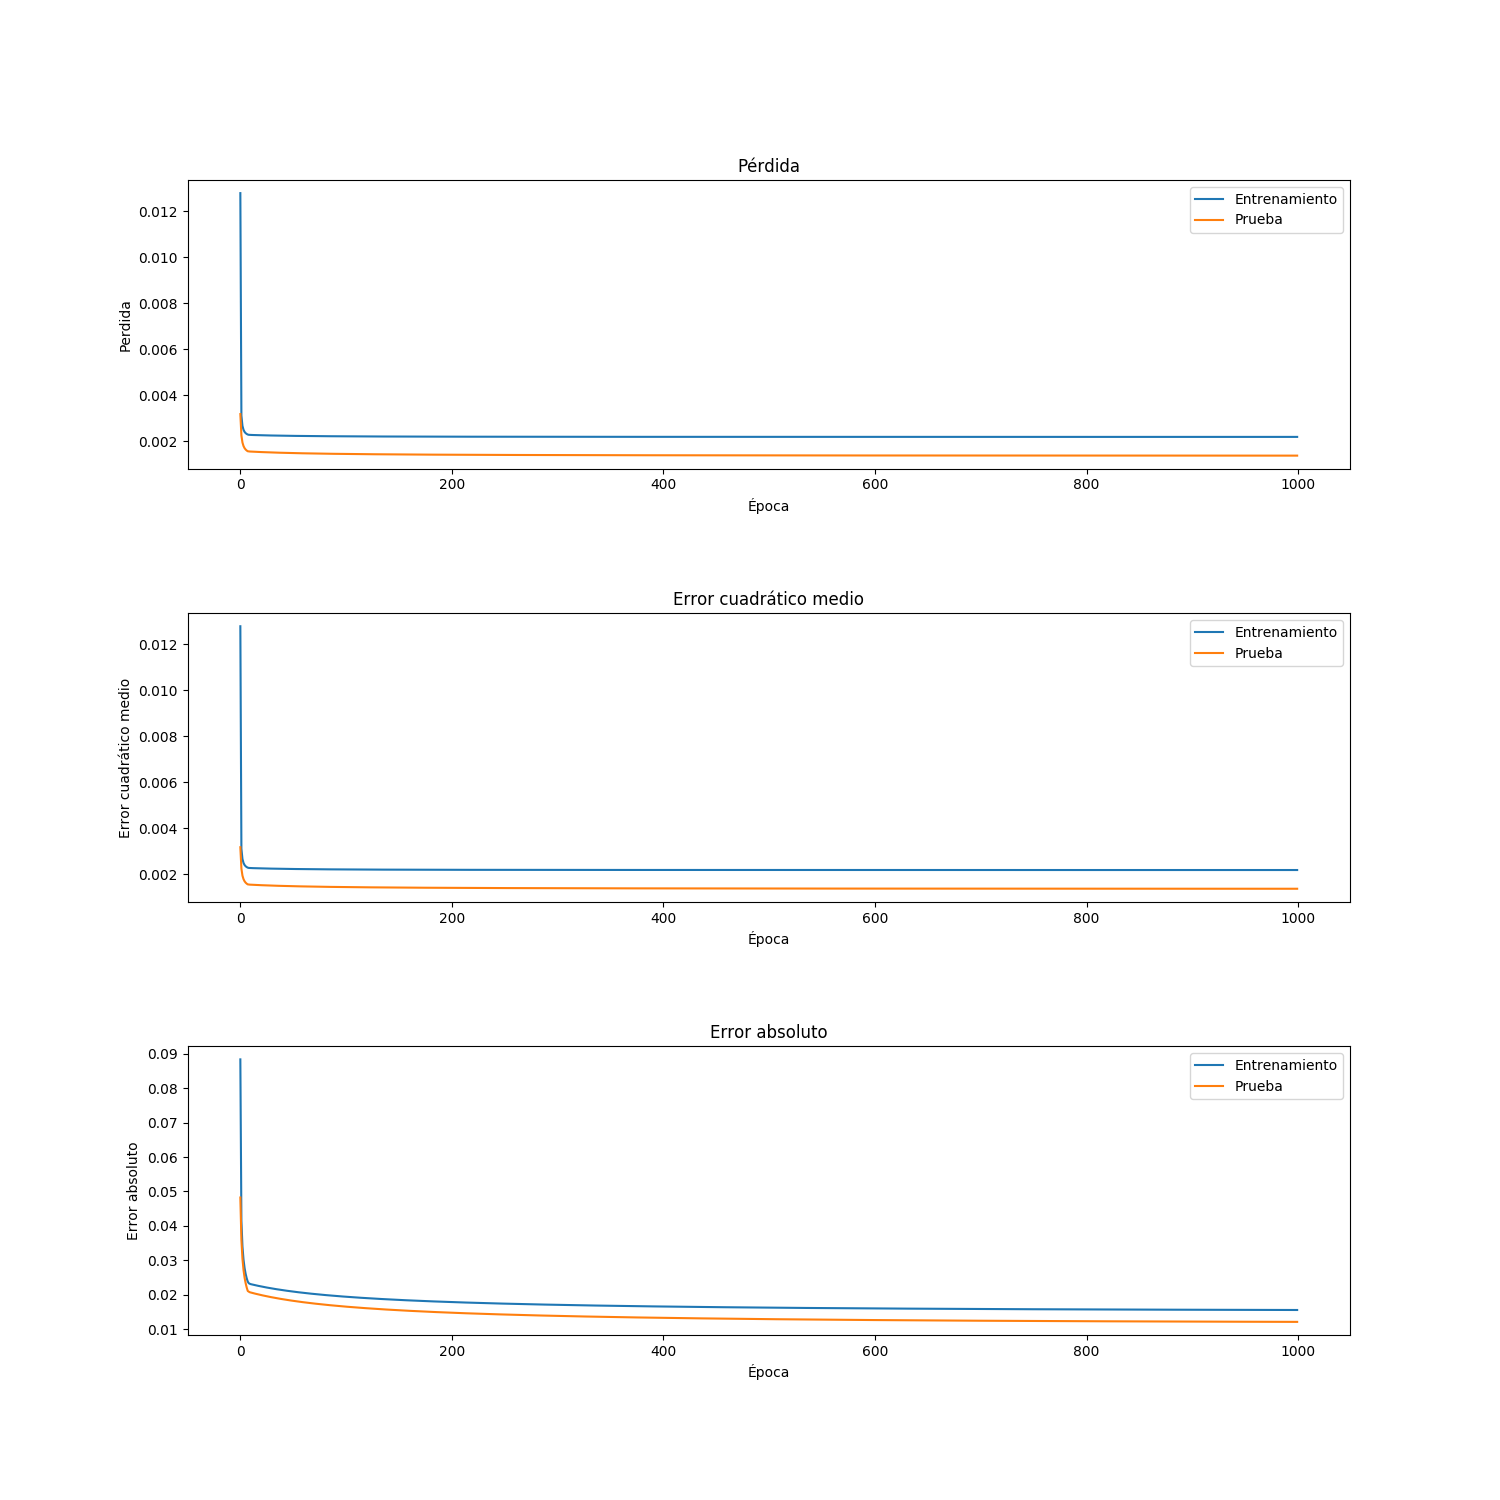 Pérdida
Entrenamiento
Prueba
0.012
0.010
0.008
0.006
0.004
0.002
Perdida
0 200 400 600 800 1000
Época
Error cuadrático medio
Entrenamiento
Prueba
0.012
0.010
0.008
0.006
0.004
0.002
Error cuadrático medio
0 200 400 600 800 1000
Época
Error absoluto
Entrenamiento
Prueba
0.09
0.08
0.07
0.06
0.05
0.04
0.03
0.02
0.01
Error absoluto
0 200 400 600 800 1000
Época